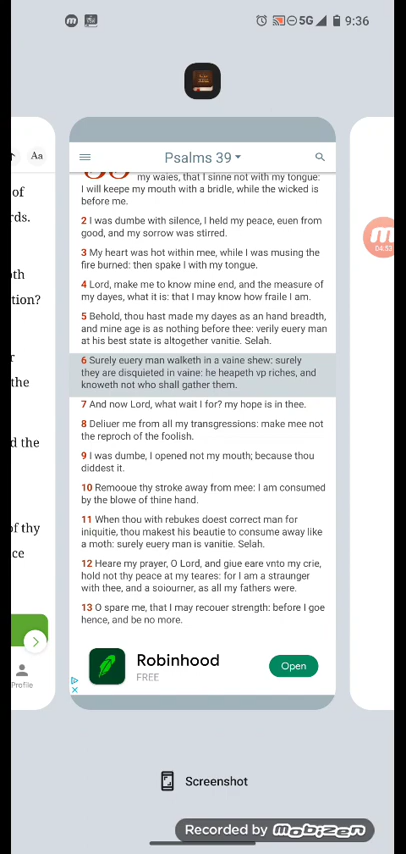 5G 9:36
Aa
Psalms 39
of
rds.
oth
tion?
r
the
d the
of thy
ce
Profile
my waies, that I sinne not with my tongue:
I will keepe my mouth with a bridle, while the wicked is
before me.
2 I was dumbe with silence, I held my peace, euen from
good, and my sorrow was stirred.
3 My heart was hot within mee, while I was musing the
fire burned: then spake I with my tongue.
4 Lord, make me to know mine end, and the measure of
my dayes, what it is: that I may know how fraile I am.
5 Behold, thou hast made my dayes as an hand breadth,
and mine age is as nothing before thee: verily euery man
at his best state is altogether vanitie. Selah.
6 Surely euery man walketh in a vaine shew: surely
they are disquieted in vaine: he heapeth vp riches, and
knoweth not who shall gather them.
7 And now Lord, what wait I for? my hope is in thee.
8 Deliuer me from all my transgressions: make mee not
the reproch of the foolish.
9 I was dumbe, I opened not my mouth; because thou
diddest it.
10 Remooue thy stroke away from mee: I am consumed
by the blowe of thine hand.
11 When thou with rebukes doest correct man for
iniquitie, thou makest his beautie to consume away like
a moth: surely euery man is vanitie. Selah.
12 Heare my prayer, O Lord, and giue eare vnto my crie,
hold not thy peace at my teares: for I am a straunger
with thee, and a soiourner, as all my fathers were.
13 O spare me, that I may recouer strength: before I goe
hence, and be no more.
04:53
Robinhood
FREE
Open
Screenshot
Recorded by mobizen